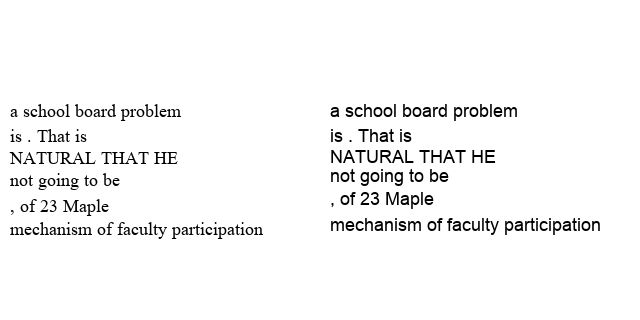 a school board problem
is . That is
NATURAL THAT HE
not going to be
, of 23 Maple
mechanism of faculty participation
a school board problem
is . That is
NATURAL THAT HE
not going to be
, of 23 Maple
mechanism of faculty participation